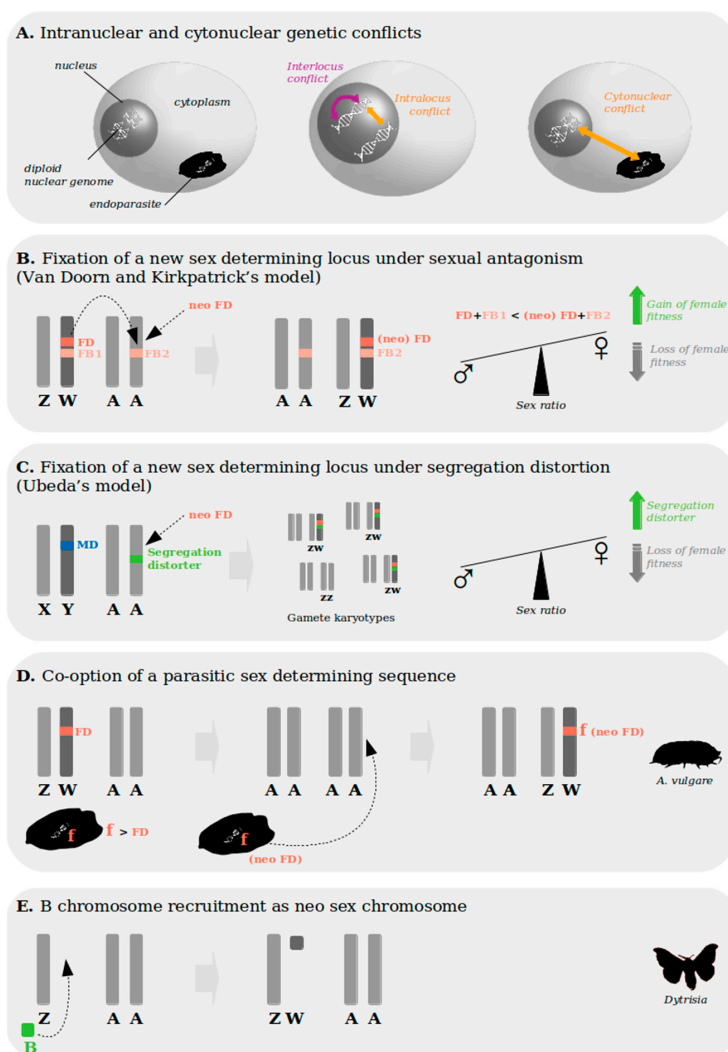 A. Intranuclear and cytonuclear genetic conflicts
nucleus
cytoplasm
diploid
nuclear genome
endoparasite
Interlocus
conflict
Intralocus
conflict
Cytonuclear
conflict
B. Fixation of a new sex determining locus under sexual antagonism
(Van Doorn and Kirkpatrick's model)
neo FD
FD
FB1
FB2
Z W A A
(neo) FD
FB2
A A Z W
FD+FB1 < (neo) FD+FB2
♂
♀
Sex ratio
Gain of female
fitness
Loss of female
fitness
C. Fixation of a new sex determining locus under segregation distortion
(Ubeda's model)
neo FD
MD
Segregation
distorter
X Y A A
zw
zw
zz
zw
Gamete karyotypes
♂
♀
Sex ratio
Segregation
distorter
Loss of female
fitness
D. Co-option of a parasitic sex determining sequence
FD
Z W A A
f
f > FD
A A A A
f
(neo FD)
f (neo FD)
A A Z W
A. vulgare
E. B chromosome recruitment as neo sex chromosome
Z A A
B
Z W A A
Dytrisia